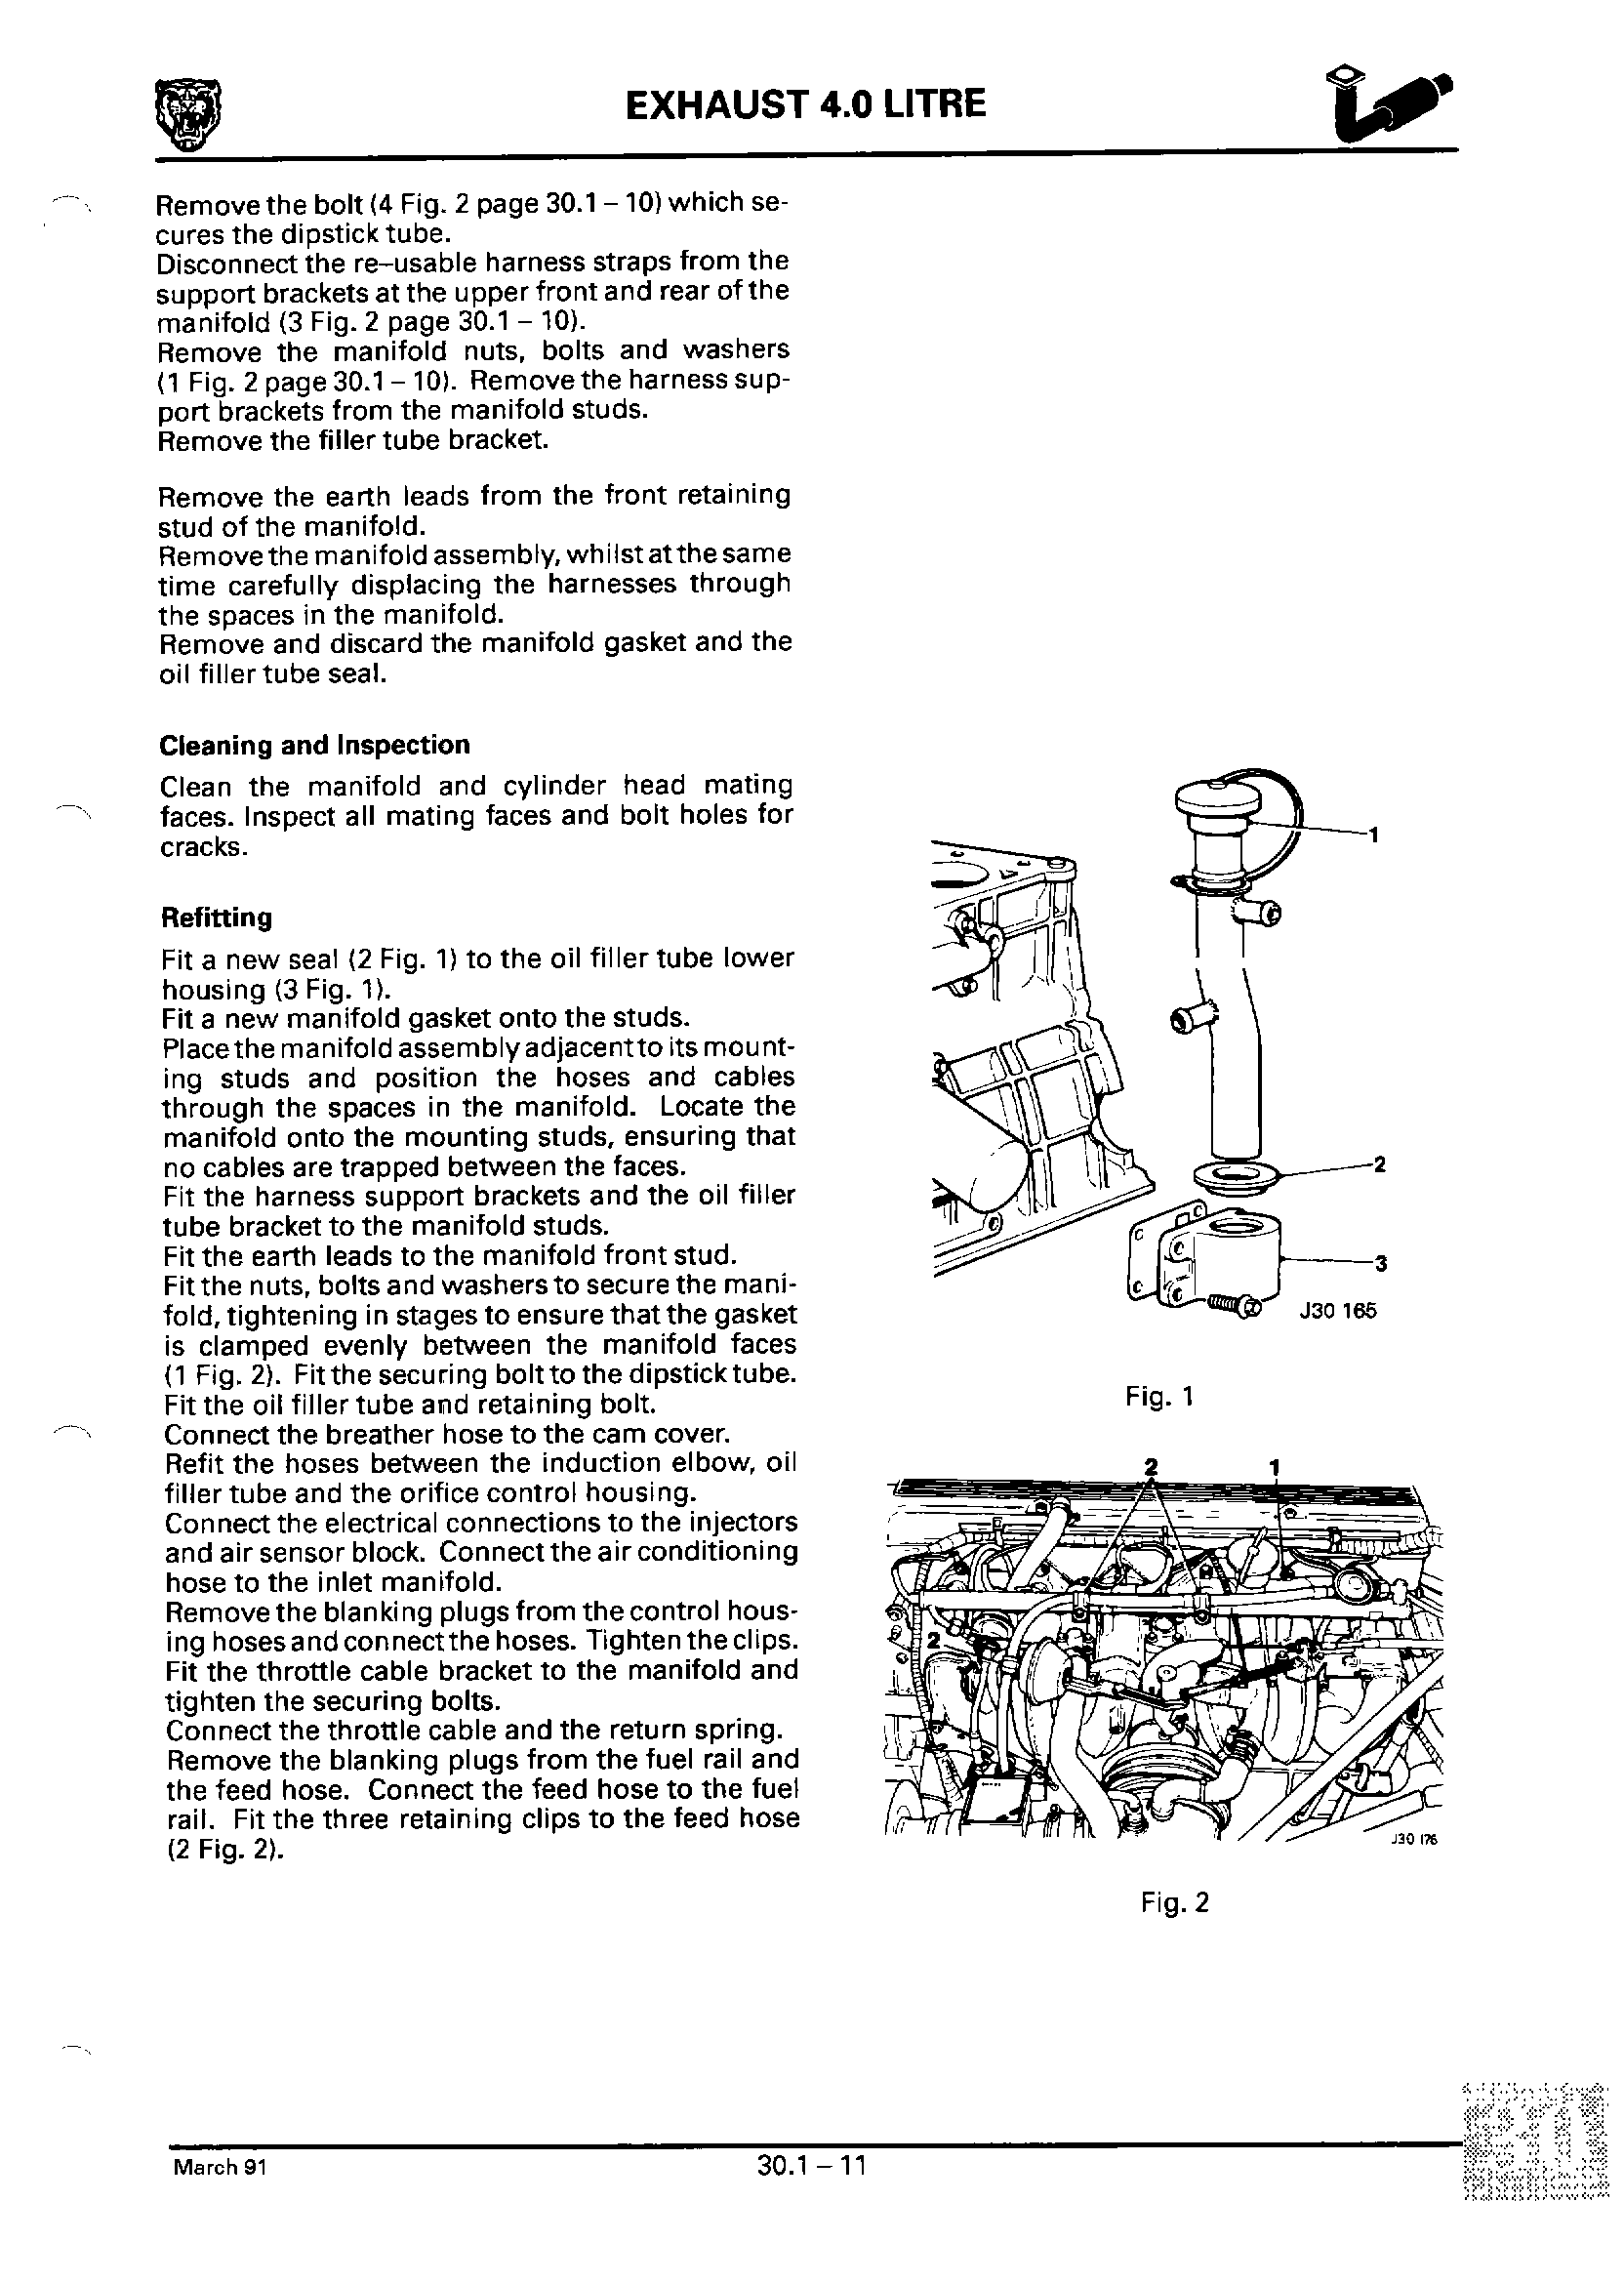 EXHAUST 4.0 LITRE
Remove the bolt (4 Fig. 2 page 30.1 – 10) which se-
cures the dipstick tube.
Disconnect the re–usable harness straps from the
support brackets at the upper front and rear of the
manifold (3 Fig. 2 page 30.1 – 10).
Remove the manifold nuts, bolts and washers
(1 Fig. 2 page 30.1 – 10). Remove the harness sup-
port brackets from the manifold studs.
Remove the filler tube bracket.
Remove the earth leads from the front retaining
stud of the manifold.
Remove the manifold assembly, whilst at the same
time carefully displacing the harnesses through
the spaces in the manifold.
Remove and discard the manifold gasket and the
oil filler tube seal.
Cleaning and Inspection
Clean the manifold and cylinder head mating
faces. Inspect all mating faces and bolt holes for
cracks.
Refitting
Fit a new seal (2 Fig. 1) to the oil filler tube lower
housing (3 Fig. 1).
Fit a new manifold gasket onto the studs.
Place the manifold assembly adjacent to its mount-
ing studs and position the hoses and cables
through the spaces in the manifold. Locate the
manifold onto the mounting studs, ensuring that
no cables are trapped between the faces.
Fit the harness support brackets and the oil filler
tube bracket to the manifold studs.
Fit the earth leads to the manifold front stud.
Fit the nuts, bolts and washers to secure the mani-
fold, tightening in stages to ensure that the gasket
is clamped evenly between the manifold faces
(1 Fig. 2). Fit the securing bolt to the dipstick tube.
Fit the oil filler tube and retaining bolt.
Connect the breather hose to the cam cover.
Refit the hoses between the induction elbow, oil
filler tube and the orifice control housing.
Connect the electrical connections to the injectors
and air sensor block. Connect the air conditioning
hose to the inlet manifold.
Remove the blanking plugs from the control hous-
ing hoses and connect the hoses. Tighten the clips.
Fit the throttle cable bracket to the manifold and
tighten the securing bolts.
Connect the throttle cable and the return spring.
Remove the blanking plugs from the fuel rail and
the feed hose. Connect the feed hose to the fuel
rail. Fit the three retaining clips to the feed hose
(2 Fig. 2).
1
2
3
J30 165
Fig. 1
2 1
2
2
J30 176
Fig. 2
March 91
30.1 – 11